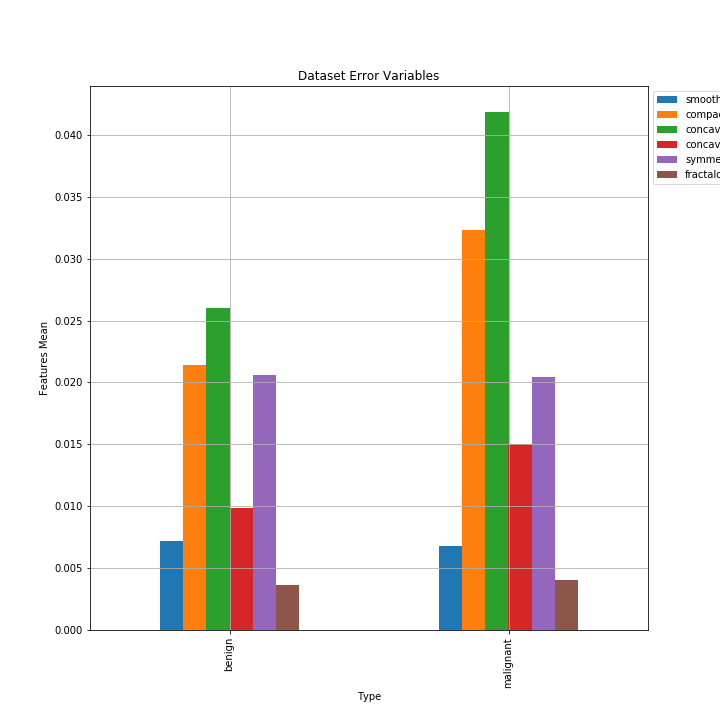 Dataset Error Variables
0.040
0.035
0.030
0.025
0.020
0.015
0.010
0.005
0.000
Features Mean
benign
malignant
Type
smooth
compac
concav
concav
symme
fractald